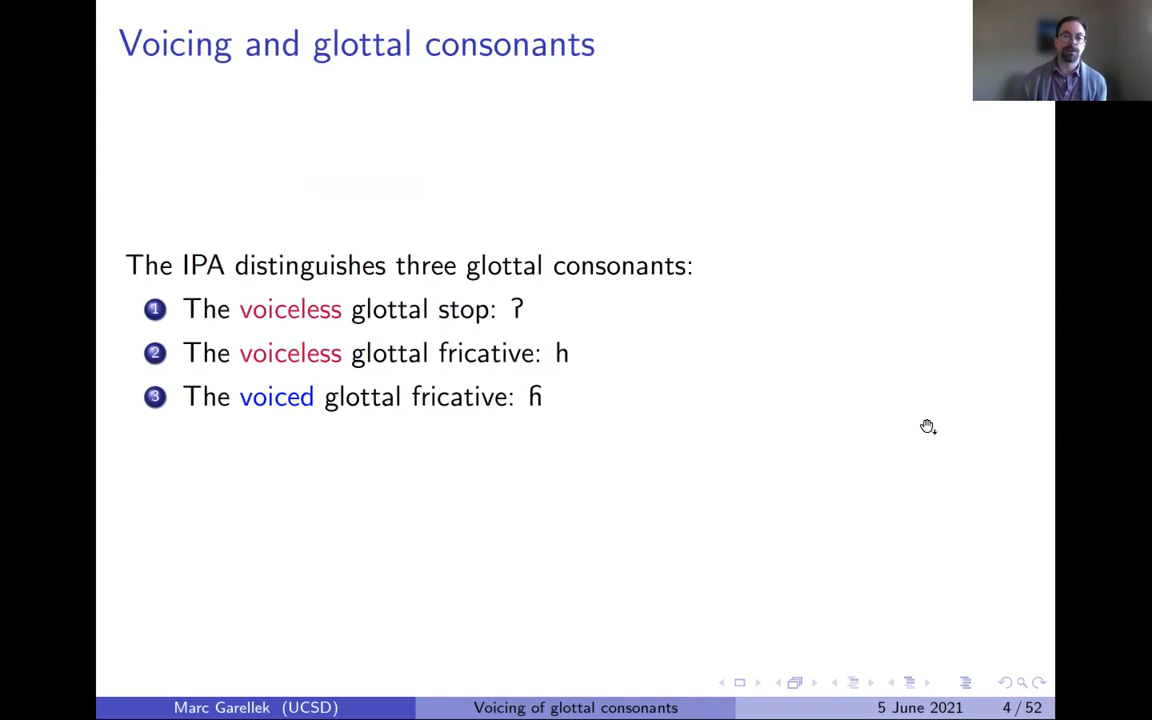 Voicing and glottal consonants
The IPA distinguishes three glottal consonants:
1 The voiceless glottal stop: ʔ
2 The voiceless glottal fricative: h
3 The voiced glottal fricative: ɦ
Marc Garellek (UCSD) Voicing of glottal consonants 5 June 2021 4 / 52